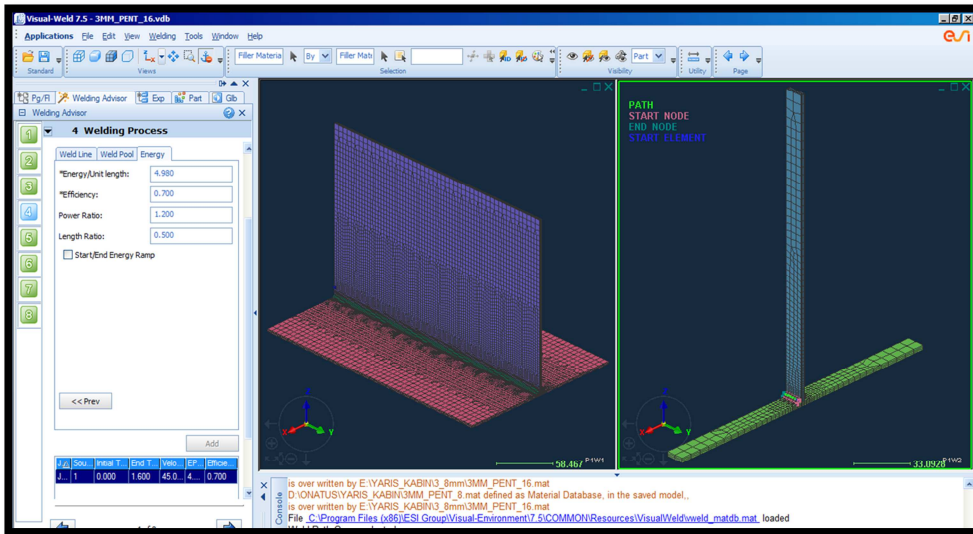 Visual-Weld 7.5 - 3MM_PENT_16.vdb
Applications File Edit View Welding Tools Window Help
esi
Filler Materia By Filler Mate Part
Standard Views Selection Visibility Utility Page
Pg/R Welding Advisor Exp Part Glb
Welding Advisor
1
2
3
4
5
6
7
8
4 Welding Process
Weld Line Weld Pool Energy
*Energy/Unit length: 4.980
*Efficiency: 0.700
Power Ratio: 1.200
Length Ratio: 0.500
Start/End Energy Ramp
<< Prev
Add
J... Sou... Initial T... End T... Velo... EP... Efficie...
J... 1 0.000 1.600 45.0... 4.... 0.700
X
Y
58.467 P1W1
PATH
START NODE
END NODE
START ELEMENT
X
Y
33.0928 P1W2
Console
is over written by E:\YARIS_KABIN\3_8mm\3MM_PENT_16.mat
D:\ONATUS\YARIS_KABIN\3MM_PENT_8.mat defined as Material Database, in the saved model,,
is over written by E:\YARIS_KABIN\3_8mm\3MM_PENT_16.mat
File C:\Program Files (x86)\ESI Group\Visual-Environment\7.5\COMMON\Resources\VisualWeld\vweld_matdb.mat loaded